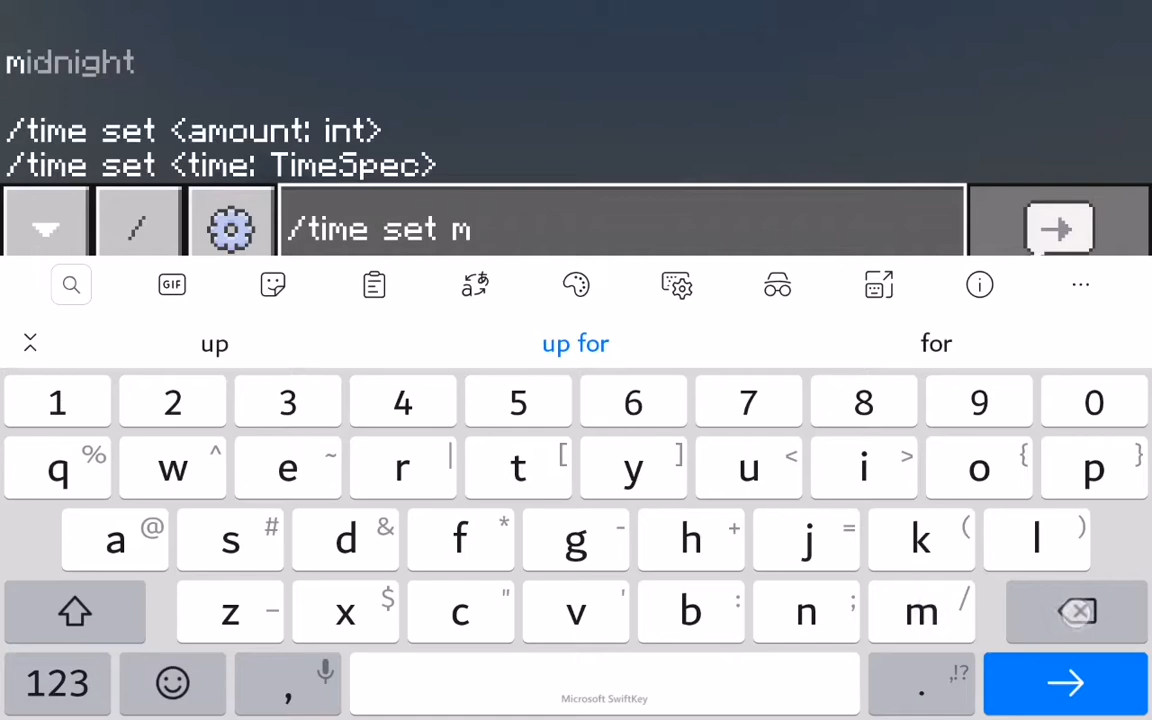 midnight
/time set <amount: int>
/time set <time: TimeSpec>
/ /time set m
GIF
up up for for
1 2 3 4 5 6 7 8 9 0
q % w ^ e ~ r | t [ y ] u < i > o { p }
a @ s # d & f * g - h + j = k ( l )
z _ x $ c " v ' b : n ; m /
123 , Microsoft SwiftKey . ,!?